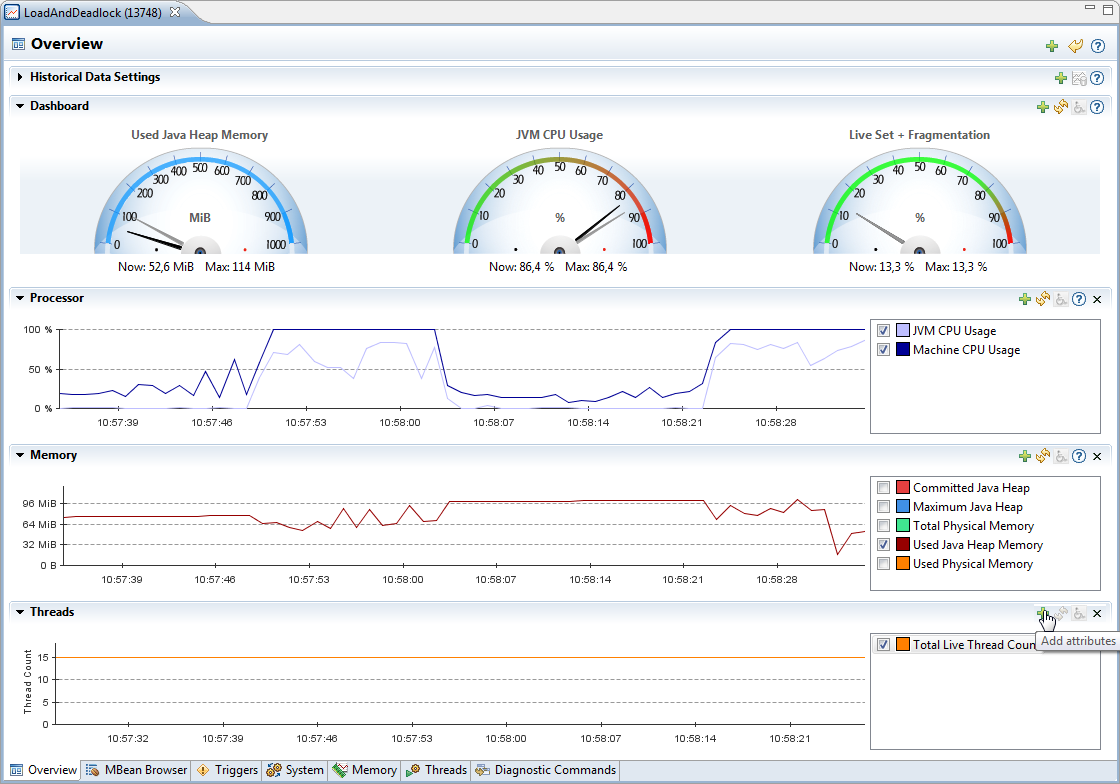 LoadAndDeadlock (13748)
Overview
Historical Data Settings
Dashboard
Used Java Heap Memory
0 100 200 300 400 500 600 700 800 900 1000
MiB
Now: 52,6 MiB Max: 114 MiB
JVM CPU Usage
0 10 20 30 40 50 60 70 80 90 100
%
Now: 86,4 % Max: 86,4 %
Live Set + Fragmentation
0 10 20 30 40 50 60 70 80 90 100
%
Now: 13,3 % Max: 13,3 %
Processor
100 %
50 %
0 %
10:57:39 10:57:46 10:57:53 10:58:00 10:58:07 10:58:14 10:58:21 10:58:28
JVM CPU Usage
Machine CPU Usage
Memory
96 MiB
64 MiB
32 MiB
0 B
10:57:39 10:57:46 10:57:53 10:58:00 10:58:07 10:58:14 10:58:21 10:58:28
Committed Java Heap
Maximum Java Heap
Total Physical Memory
Used Java Heap Memory
Used Physical Memory
Threads
Thread Count
15
10
5
0
10:57:32 10:57:39 10:57:46 10:57:53 10:58:00 10:58:07 10:58:14 10:58:21
Total Live Thread Coun
Add attributes
Overview MBean Browser Triggers System Memory Threads Diagnostic Commands